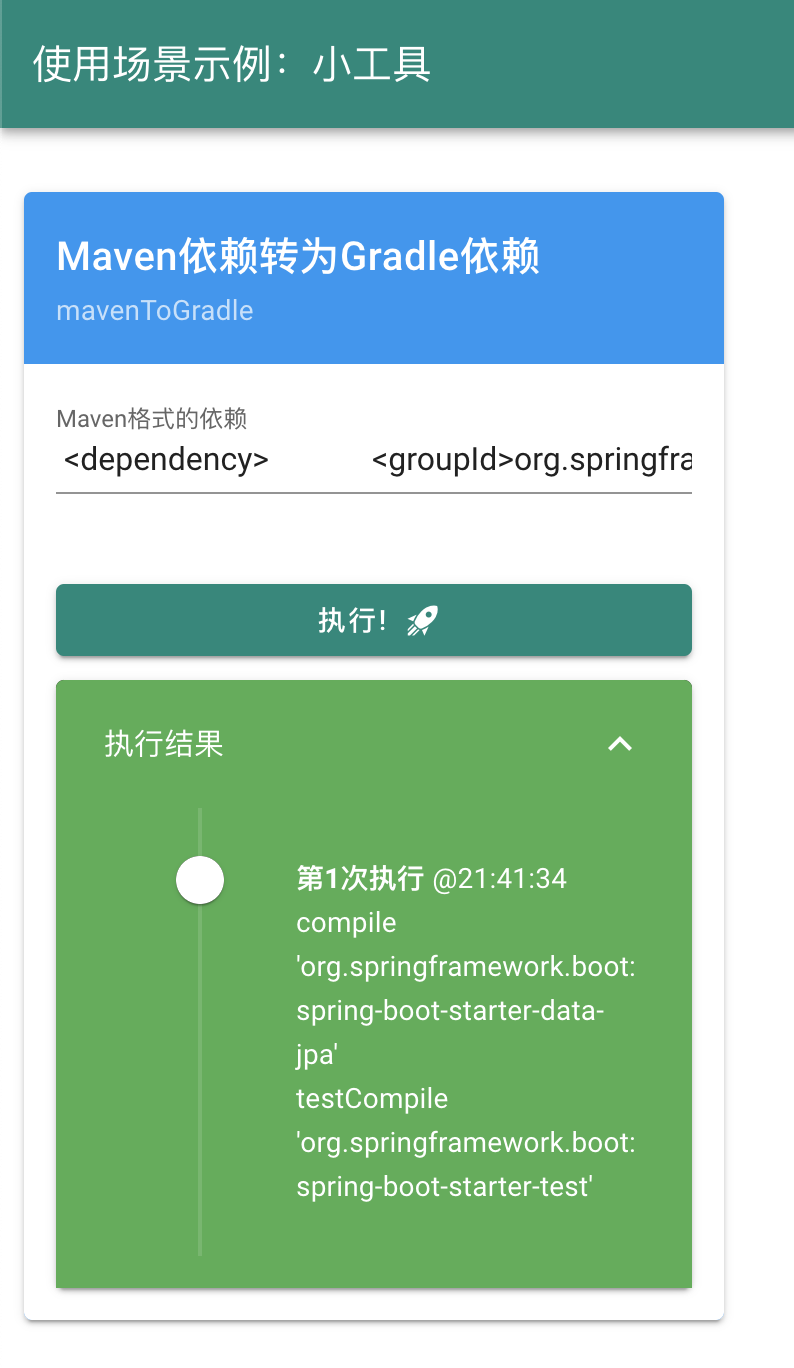 使用场景示例：小工具
Maven依赖转为Gradle依赖
mavenToGradle
Maven格式的依赖
<dependency> <groupId>org.springfra
执行!
执行结果
第1次执行 @21:41:34
compile
'org.springframework.boot:
spring-boot-starter-data-
jpa'
testCompile
'org.springframework.boot:
spring-boot-starter-test'